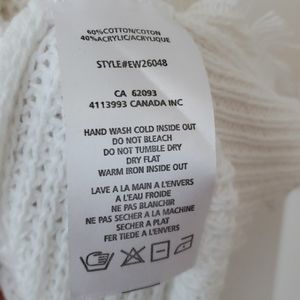 60%COTTON/COTON
40%ACRYLIC/ACRYLIQUE
STYLE#EW26048
CA 62093
4113993 CANADA INC
HAND WASH COLD INSIDE OUT
DO NOT BLEACH
DO NOT TUMBLE DRY
DRY FLAT
WARM IRON INSIDE OUT
LAVE A LA MAIN A L'ENVERS
A L'EAU FROIDE
NE PAS BLANCHIR
NE PAS SECHER A LA MACHINE
SECHER A PLAT
FER TIEDE A L'ENVERS